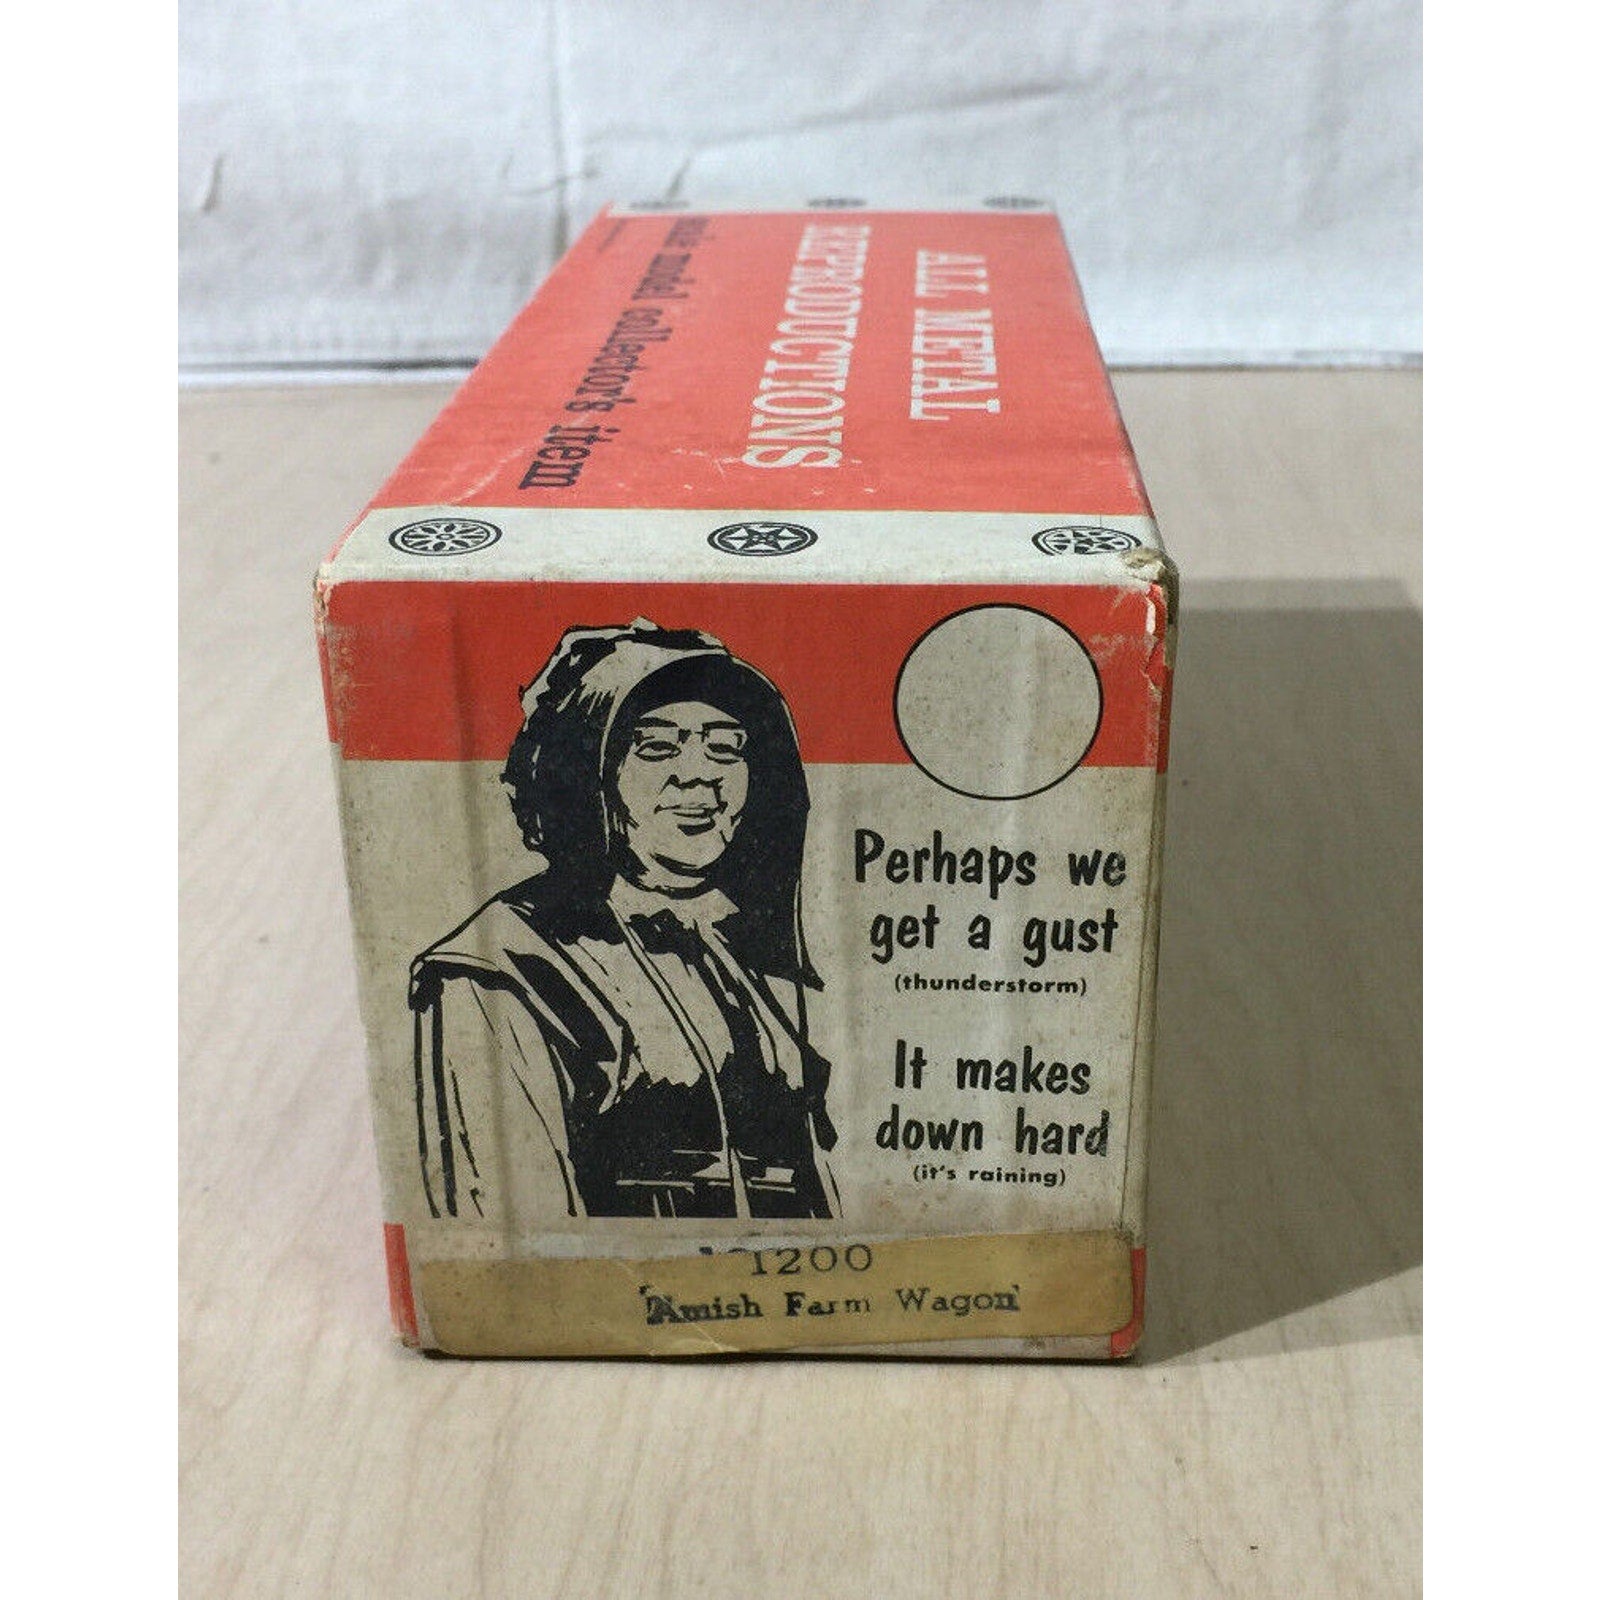 ALL METAL
REPRODUCTIONS
model collector's item
Perhaps we
get a gust
(thunderstorm)
It makes
down hard
(it's raining)
1200
Amish Farm Wagon